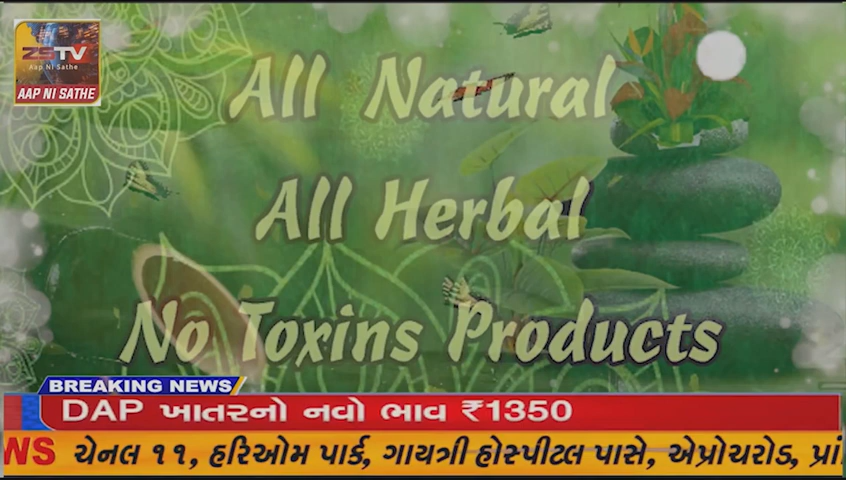 ZSTV
Aap Ni Sathe
AAP NI SATHE
All Natural
All Herbal
No Toxins Products
BREAKING NEWS
DAP ખાતરનો નવો ભાવ ₹1350
WS ચેનલ ૧૧, હરિઓમ પાર્ક, ગાયત્રી હોસ્પીટલ પાસે, એપ્રોચરોડ, પ્રાં